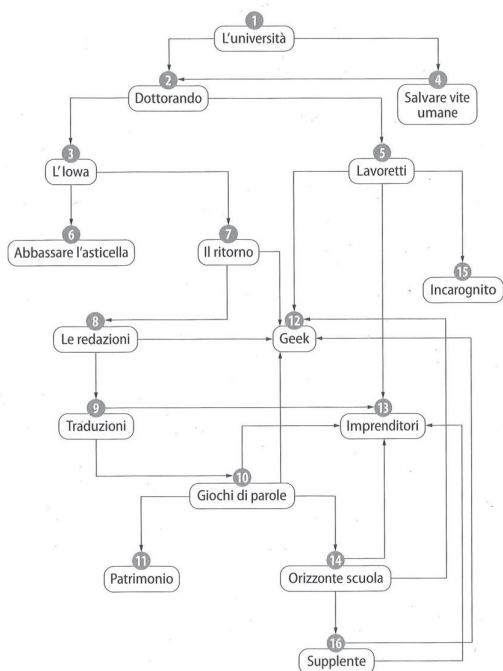 1
L'università
2
Dottorando
4
Salvare vite
umane
3
L'Iowa
5
Lavoretti
6
Abbassare l'asticella
7
Il ritorno
15
Incarognito
8
Le redazioni
12
Geek
9
Traduzioni
13
Imprenditori
10
Giochi di parole
11
Patrimonio
14
Orizzonte scuola
16
Supplente